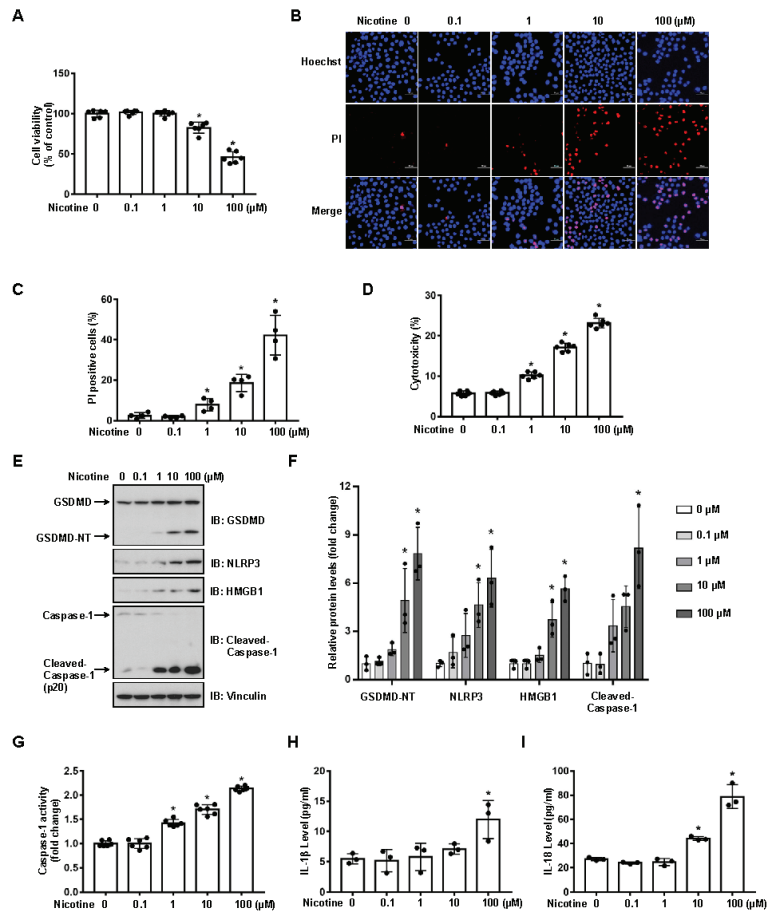 A
Cell viability
(% of control)
150
100
50
0
Nicotine 0 0.1 1 10 100 (μM)
*
*
B
Nicotine 0 0.1 1 10 100 (μM)
Hoechst
PI
Merge
C
PI positive cells (%)
60
40
20
0
Nicotine 0 0.1 1 10 100 (μM)
*
*
*
D
Cytotoxicity (%)
30
20
10
0
Nicotine 0 0.1 1 10 100 (μM)
*
*
*
E
Nicotine 0 0.1 1 10 100 (μM)
GSDMD
GSDMD-NT
IB: GSDMD
IB: NLRP3
IB: HMGB1
Caspase-1
IB: Cleaved-
Caspase-1
Cleaved-
Caspase-1
(p20)
IB: Vinculin
F
Relative protein levels (fold change)
12
9
6
3
0
* * * * * * *
GSDMD-NT NLRP3 HMGB1 Cleaved-
Caspase-1
0 μM
0.1 μM
1 μM
10 μM
100 μM
G
Caspase-1 activity
(fold change)
2.5
2.0
1.5
1.0
0.5
0.0
Nicotine 0 0.1 1 10 100 (μM)
*
*
*
H
IL-1β Level (pg/ml)
20
15
10
5
0
Nicotine 0 0.1 1 10 100 (μM)
*
I
IL-18 Level (pg/ml)
100
80
60
40
20
0
Nicotine 0 0.1 1 10 100 (μM)
*
*